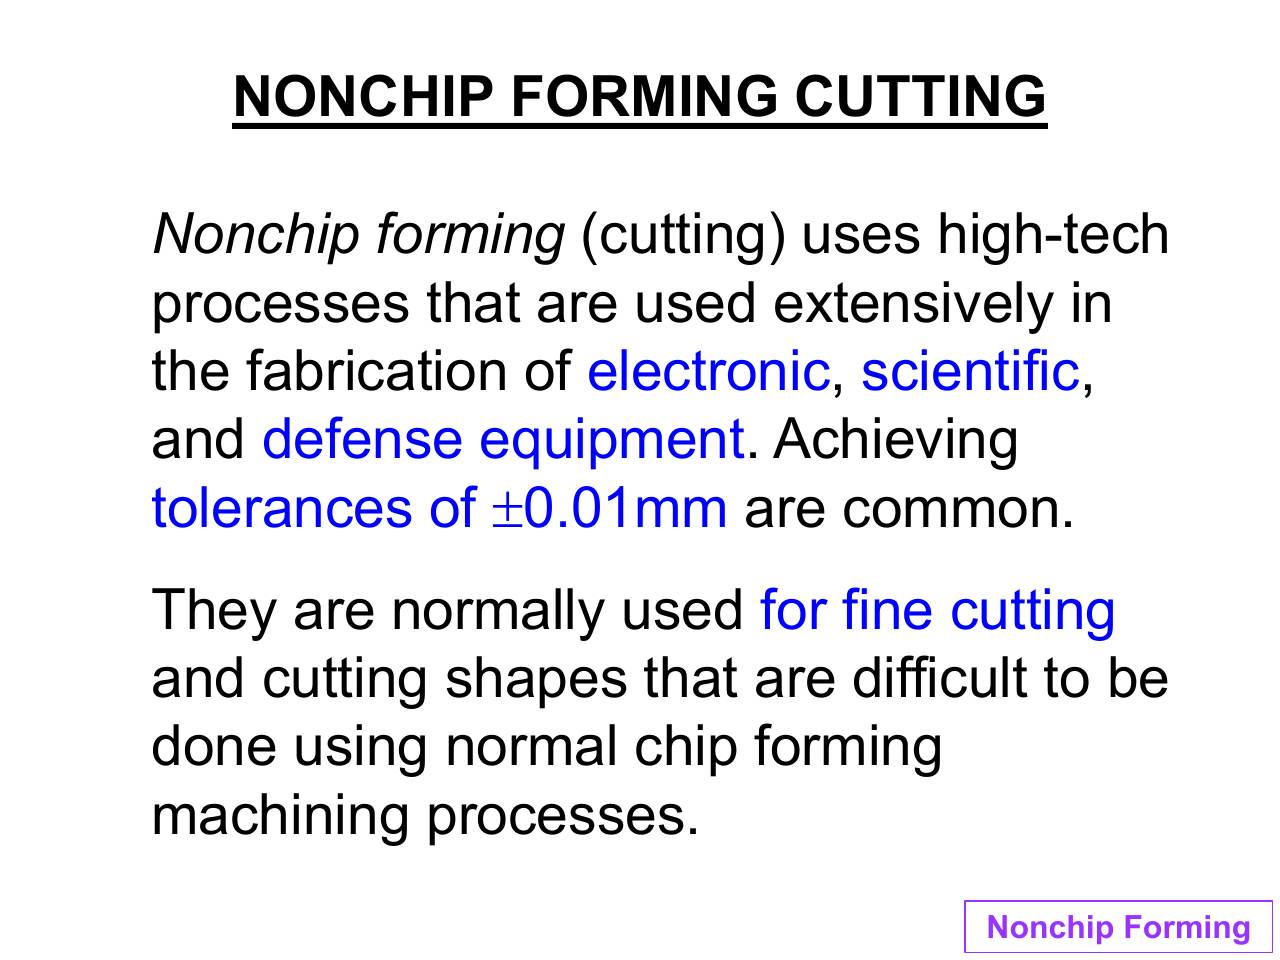 NONCHIP FORMING CUTTING
Nonchip forming (cutting) uses high-tech
processes that are used extensively in
the fabrication of electronic, scientific,
and defense equipment. Achieving
tolerances of ±0.01mm are common.
They are normally used for fine cutting
and cutting shapes that are difficult to be
done using normal chip forming
machining processes.
Nonchip Forming